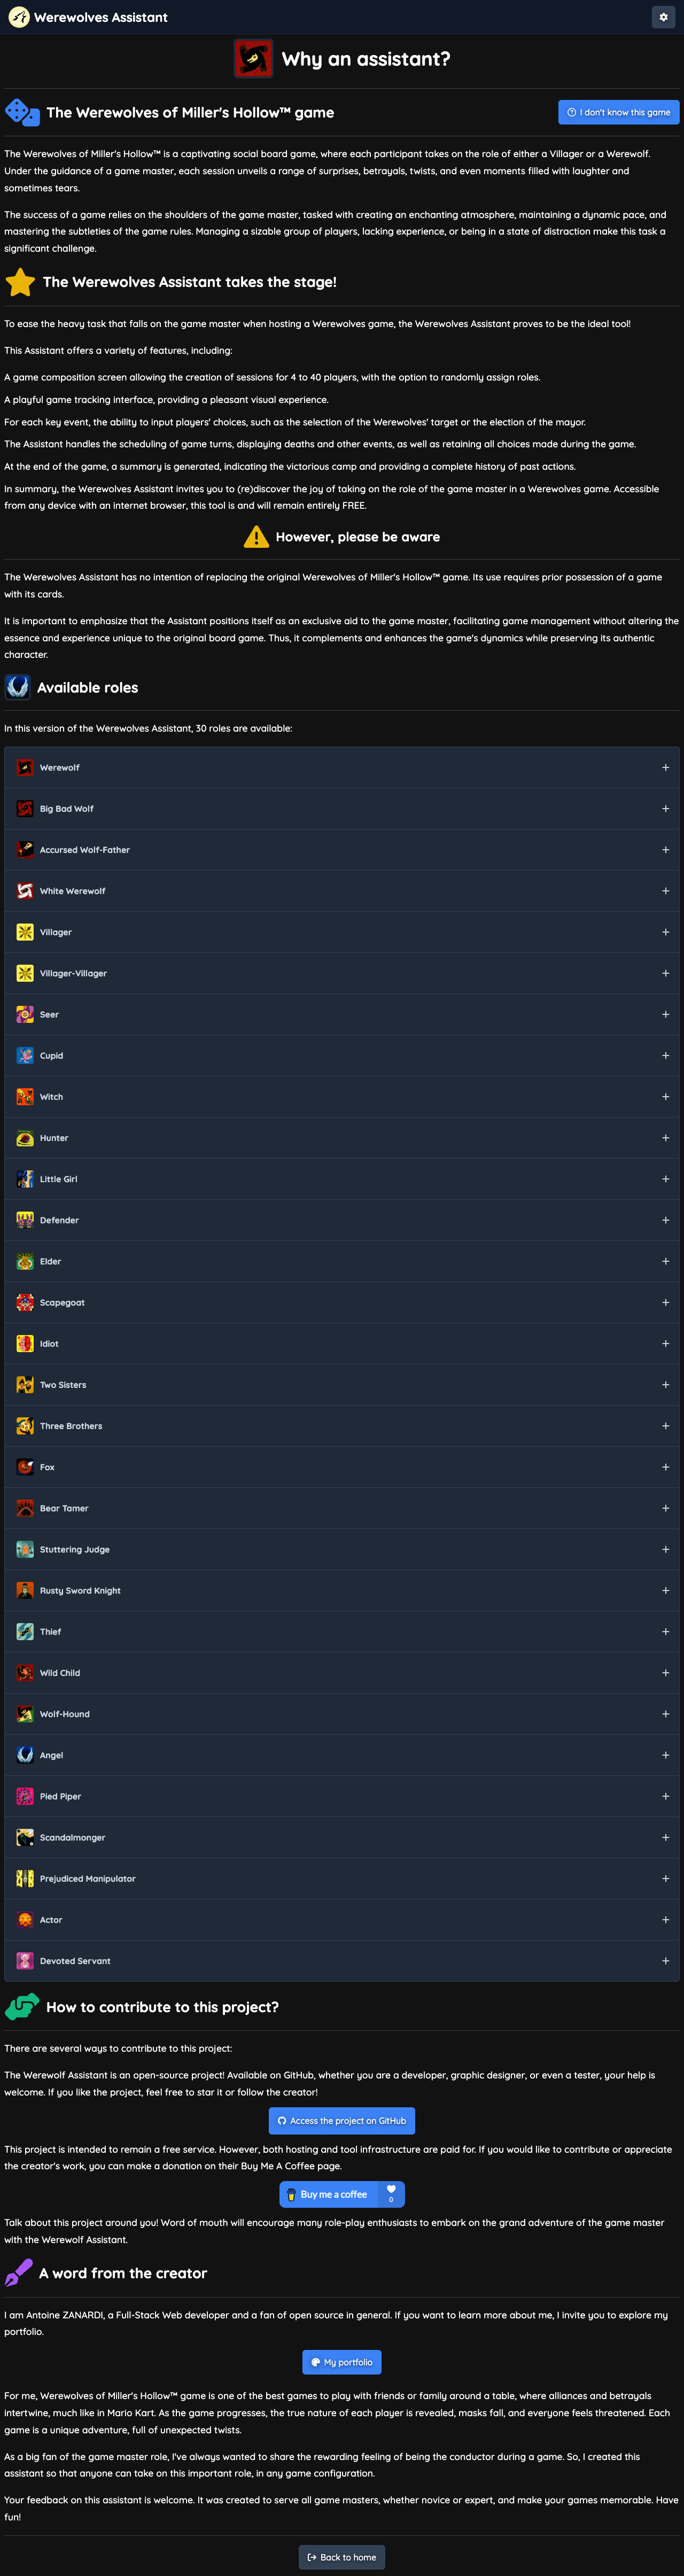 Werewolves Assistant
Why an assistant?
The Werewolves of Miller's Hollow™ game
I don't know this game
The Werewolves of Miller's Hollow™ is a captivating social board game, where each participant takes on the role of either a Villager or a Werewolf.
Under the guidance of a game master, each session unveils a range of surprises, betrayals, twists, and even moments filled with laughter and
sometimes tears.
The success of a game relies on the shoulders of the game master, tasked with creating an enchanting atmosphere, maintaining a dynamic pace, and
mastering the subtleties of the game rules. Managing a sizable group of players, lacking experience, or being in a state of distraction make this task a
significant challenge.
The Werewolves Assistant takes the stage!
To ease the heavy task that falls on the game master when hosting a Werewolves game, the Werewolves Assistant proves to be the ideal tool!
This Assistant offers a variety of features, including:
A game composition screen allowing the creation of sessions for 4 to 40 players, with the option to randomly assign roles.
A playful game tracking interface, providing a pleasant visual experience.
For each key event, the ability to input players' choices, such as the selection of the Werewolves' target or the election of the mayor.
The Assistant handles the scheduling of game turns, displaying deaths and other events, as well as retaining all choices made during the game.
At the end of the game, a summary is generated, indicating the victorious camp and providing a complete history of past actions.
In summary, the Werewolves Assistant invites you to (re)discover the joy of taking on the role of the game master in a Werewolves game. Accessible
from any device with an internet browser, this tool is and will remain entirely FREE.
However, please be aware
The Werewolves Assistant has no intention of replacing the original Werewolves of Miller's Hollow™ game. Its use requires prior possession of a game
with its cards.
It is important to emphasize that the Assistant positions itself as an exclusive aid to the game master, facilitating game management without altering the
essence and experience unique to the original board game. Thus, it complements and enhances the game's dynamics while preserving its authentic
character.
Available roles
In this version of the Werewolves Assistant, 30 roles are available:
Werewolf
Big Bad Wolf
Accursed Wolf-Father
White Werewolf
Villager
Villager-Villager
Seer
Cupid
Witch
Hunter
Little Girl
Defender
Elder
Scapegoat
Idiot
Two Sisters
Three Brothers
Fox
Bear Tamer
Stuttering Judge
Rusty Sword Knight
Thief
Wild Child
Wolf-Hound
Angel
Pied Piper
Scandalmonger
Prejudiced Manipulator
Actor
Devoted Servant
How to contribute to this project?
There are several ways to contribute to this project:
The Werewolf Assistant is an open-source project! Available on GitHub, whether you are a developer, graphic designer, or even a tester, your help is
welcome. If you like the project, feel free to star it or follow the creator!
Access the project on GitHub
This project is intended to remain a free service. However, both hosting and tool infrastructure are paid for. If you would like to contribute or appreciate
the creator's work, you can make a donation on their Buy Me A Coffee page.
Buy me a coffee
0
Talk about this project around you! Word of mouth will encourage many role-play enthusiasts to embark on the grand adventure of the game master
with the Werewolf Assistant.
A word from the creator
I am Antoine ZANARDI, a Full-Stack Web developer and a fan of open source in general. If you want to learn more about me, I invite you to explore my
portfolio.
My portfolio
For me, Werewolves of Miller's Hollow™ game is one of the best games to play with friends or family around a table, where alliances and betrayals
intertwine, much like in Mario Kart. As the game progresses, the true nature of each player is revealed, masks fall, and everyone feels threatened. Each
game is a unique adventure, full of unexpected twists.
As a big fan of the game master role, I've always wanted to share the rewarding feeling of being the conductor during a game. So, I created this
assistant so that anyone can take on this important role, in any game configuration.
Your feedback on this assistant is welcome. It was created to serve all game masters, whether novice or expert, and make your games memorable. Have
fun!
Back to home